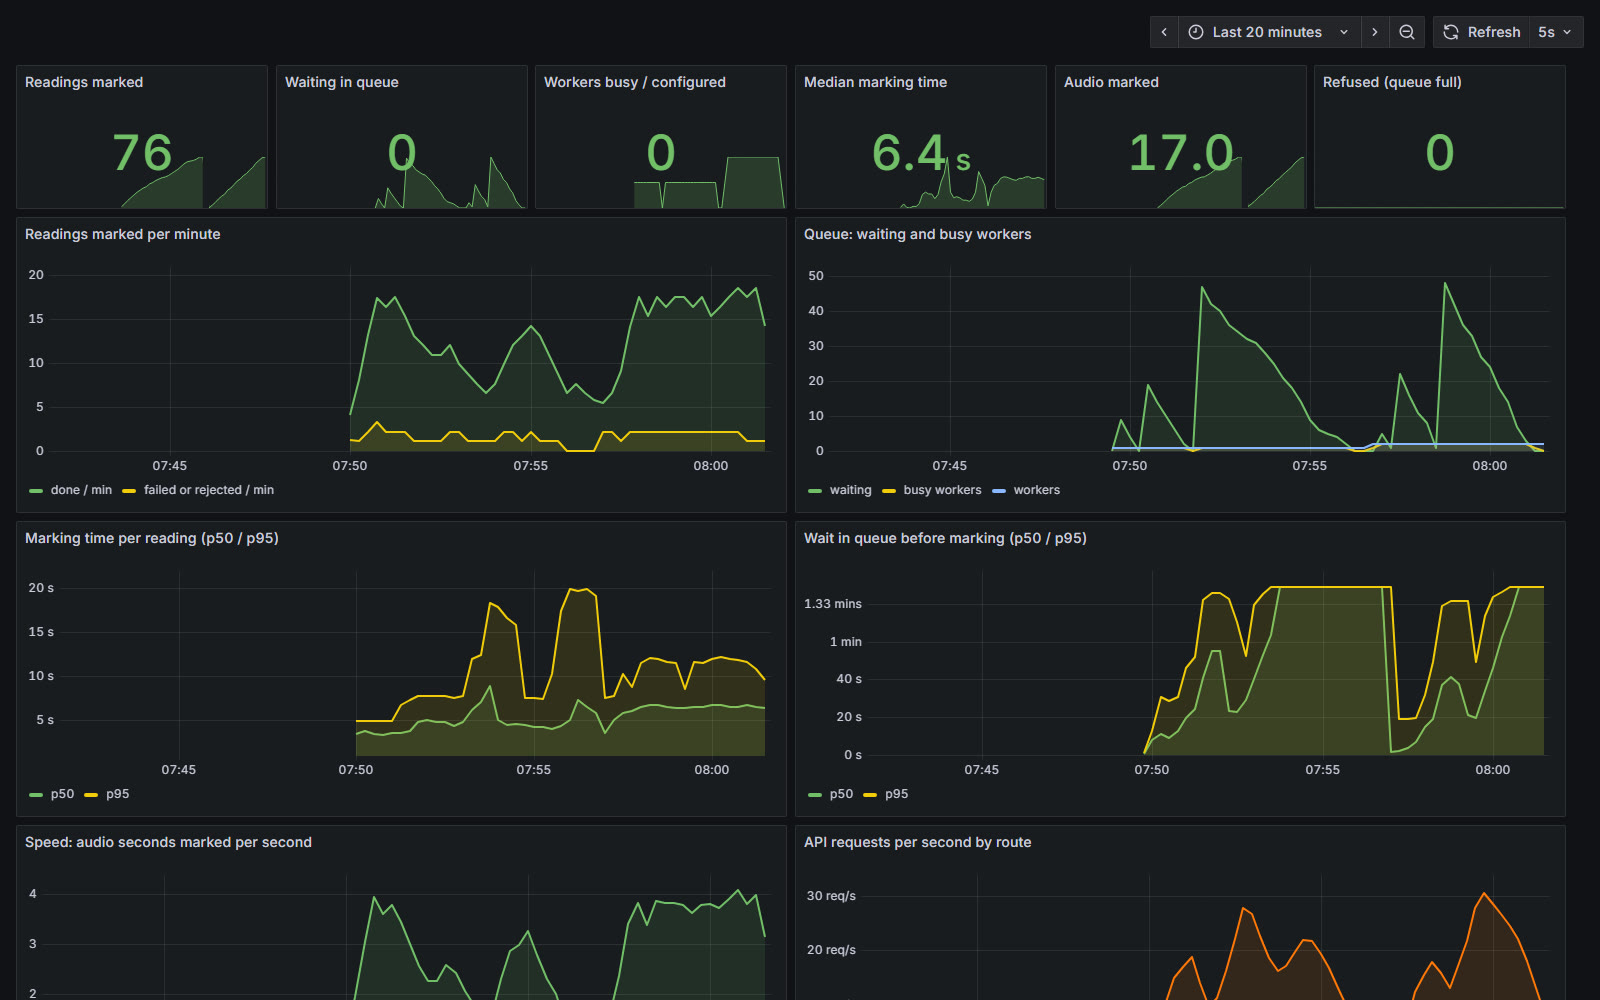 Last 20 minutes
Refresh
5s
Readings marked
Waiting in queue
Workers busy / configured
Median marking time
Audio marked
Refused (queue full)
76
0
0
6.4 s
17.0
0
Readings marked per minute
20
15
10
5
0
07:45
07:50
07:55
08:00
done / min
failed or rejected / min
Queue: waiting and busy workers
50
40
30
20
10
0
07:45
07:50
07:55
08:00
waiting
busy workers
workers
Marking time per reading (p50 / p95)
20 s
15 s
10 s
5 s
07:45
07:50
07:55
08:00
p50
p95
Wait in queue before marking (p50 / p95)
1.33 mins
1 min
40 s
20 s
0 s
07:45
07:50
07:55
08:00
p50
p95
Speed: audio seconds marked per second
4
3
2
API requests per second by route
30 req/s
20 req/s